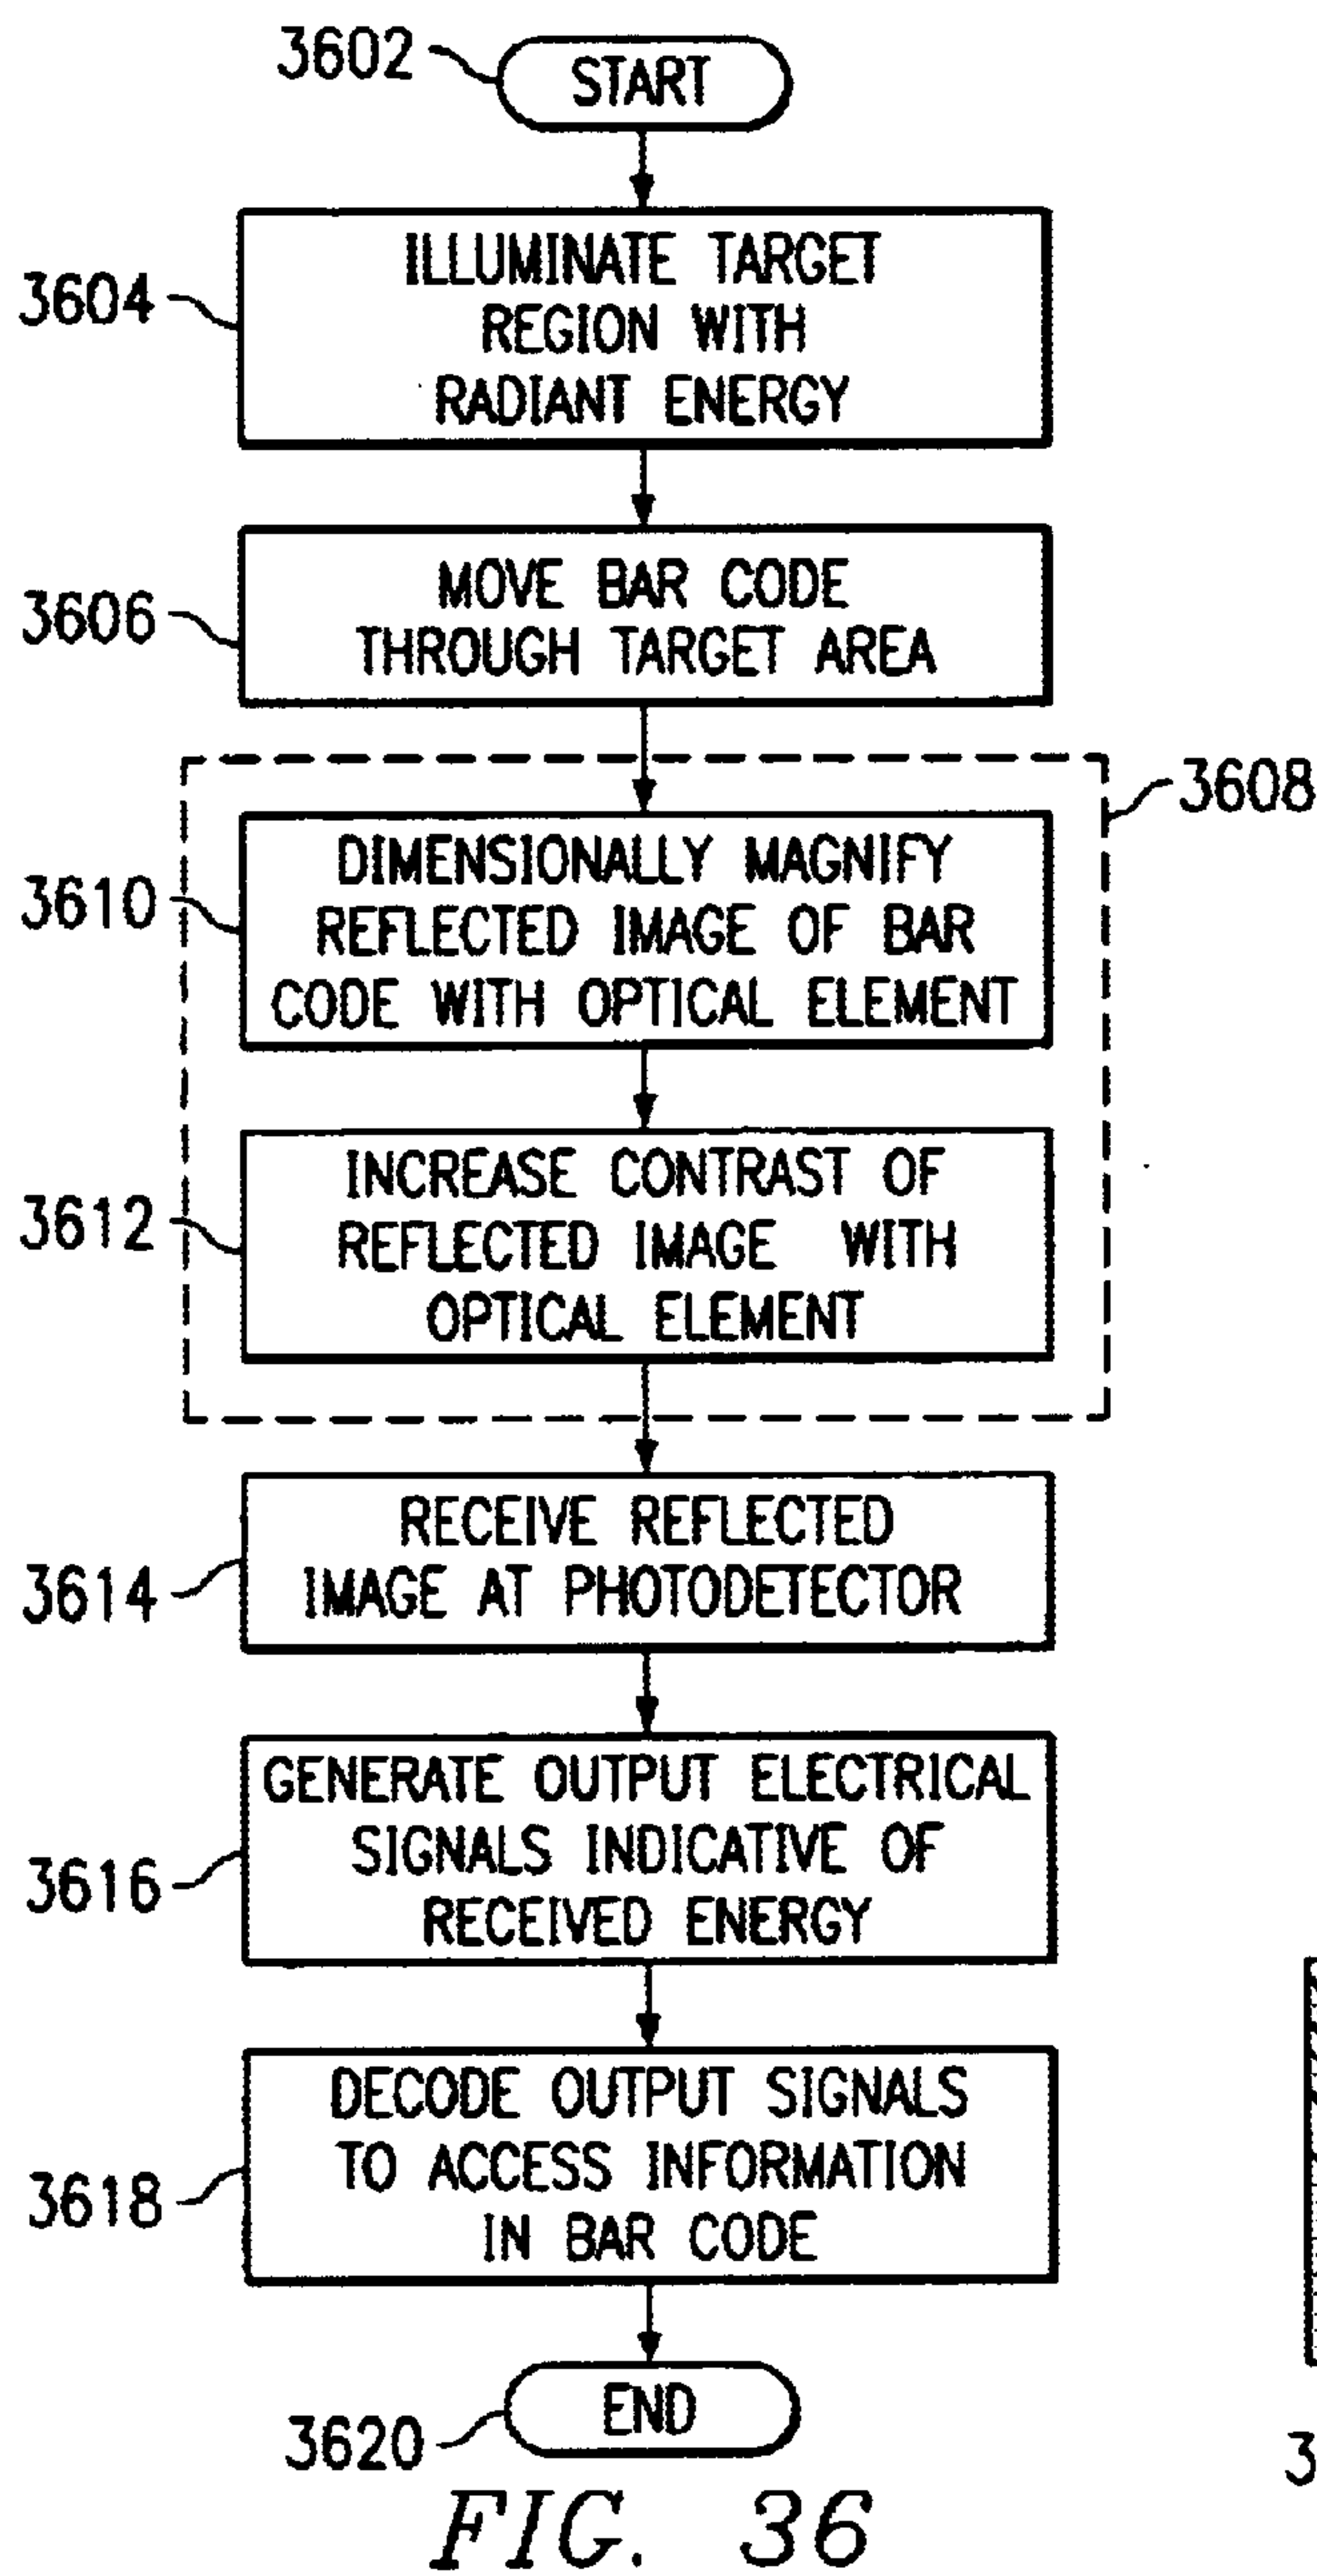 3602
START
3604
ILLUMINATE TARGET
REGION WITH
RADIANT ENERGY
3606
MOVE BAR CODE
THROUGH TARGET AREA
3608
3610
DIMENSIONALLY MAGNIFY
REFLECTED IMAGE OF BAR
CODE WITH OPTICAL ELEMENT
3612
INCREASE CONTRAST OF
REFLECTED IMAGE WITH
OPTICAL ELEMENT
3614
RECEIVE REFLECTED
IMAGE AT PHOTODETECTOR
3616
GENERATE OUTPUT ELECTRICAL
SIGNALS INDICATIVE OF
RECEIVED ENERGY
3618
DECODE OUTPUT SIGNALS
TO ACCESS INFORMATION
IN BAR CODE
3620
END
3
FIG. 36